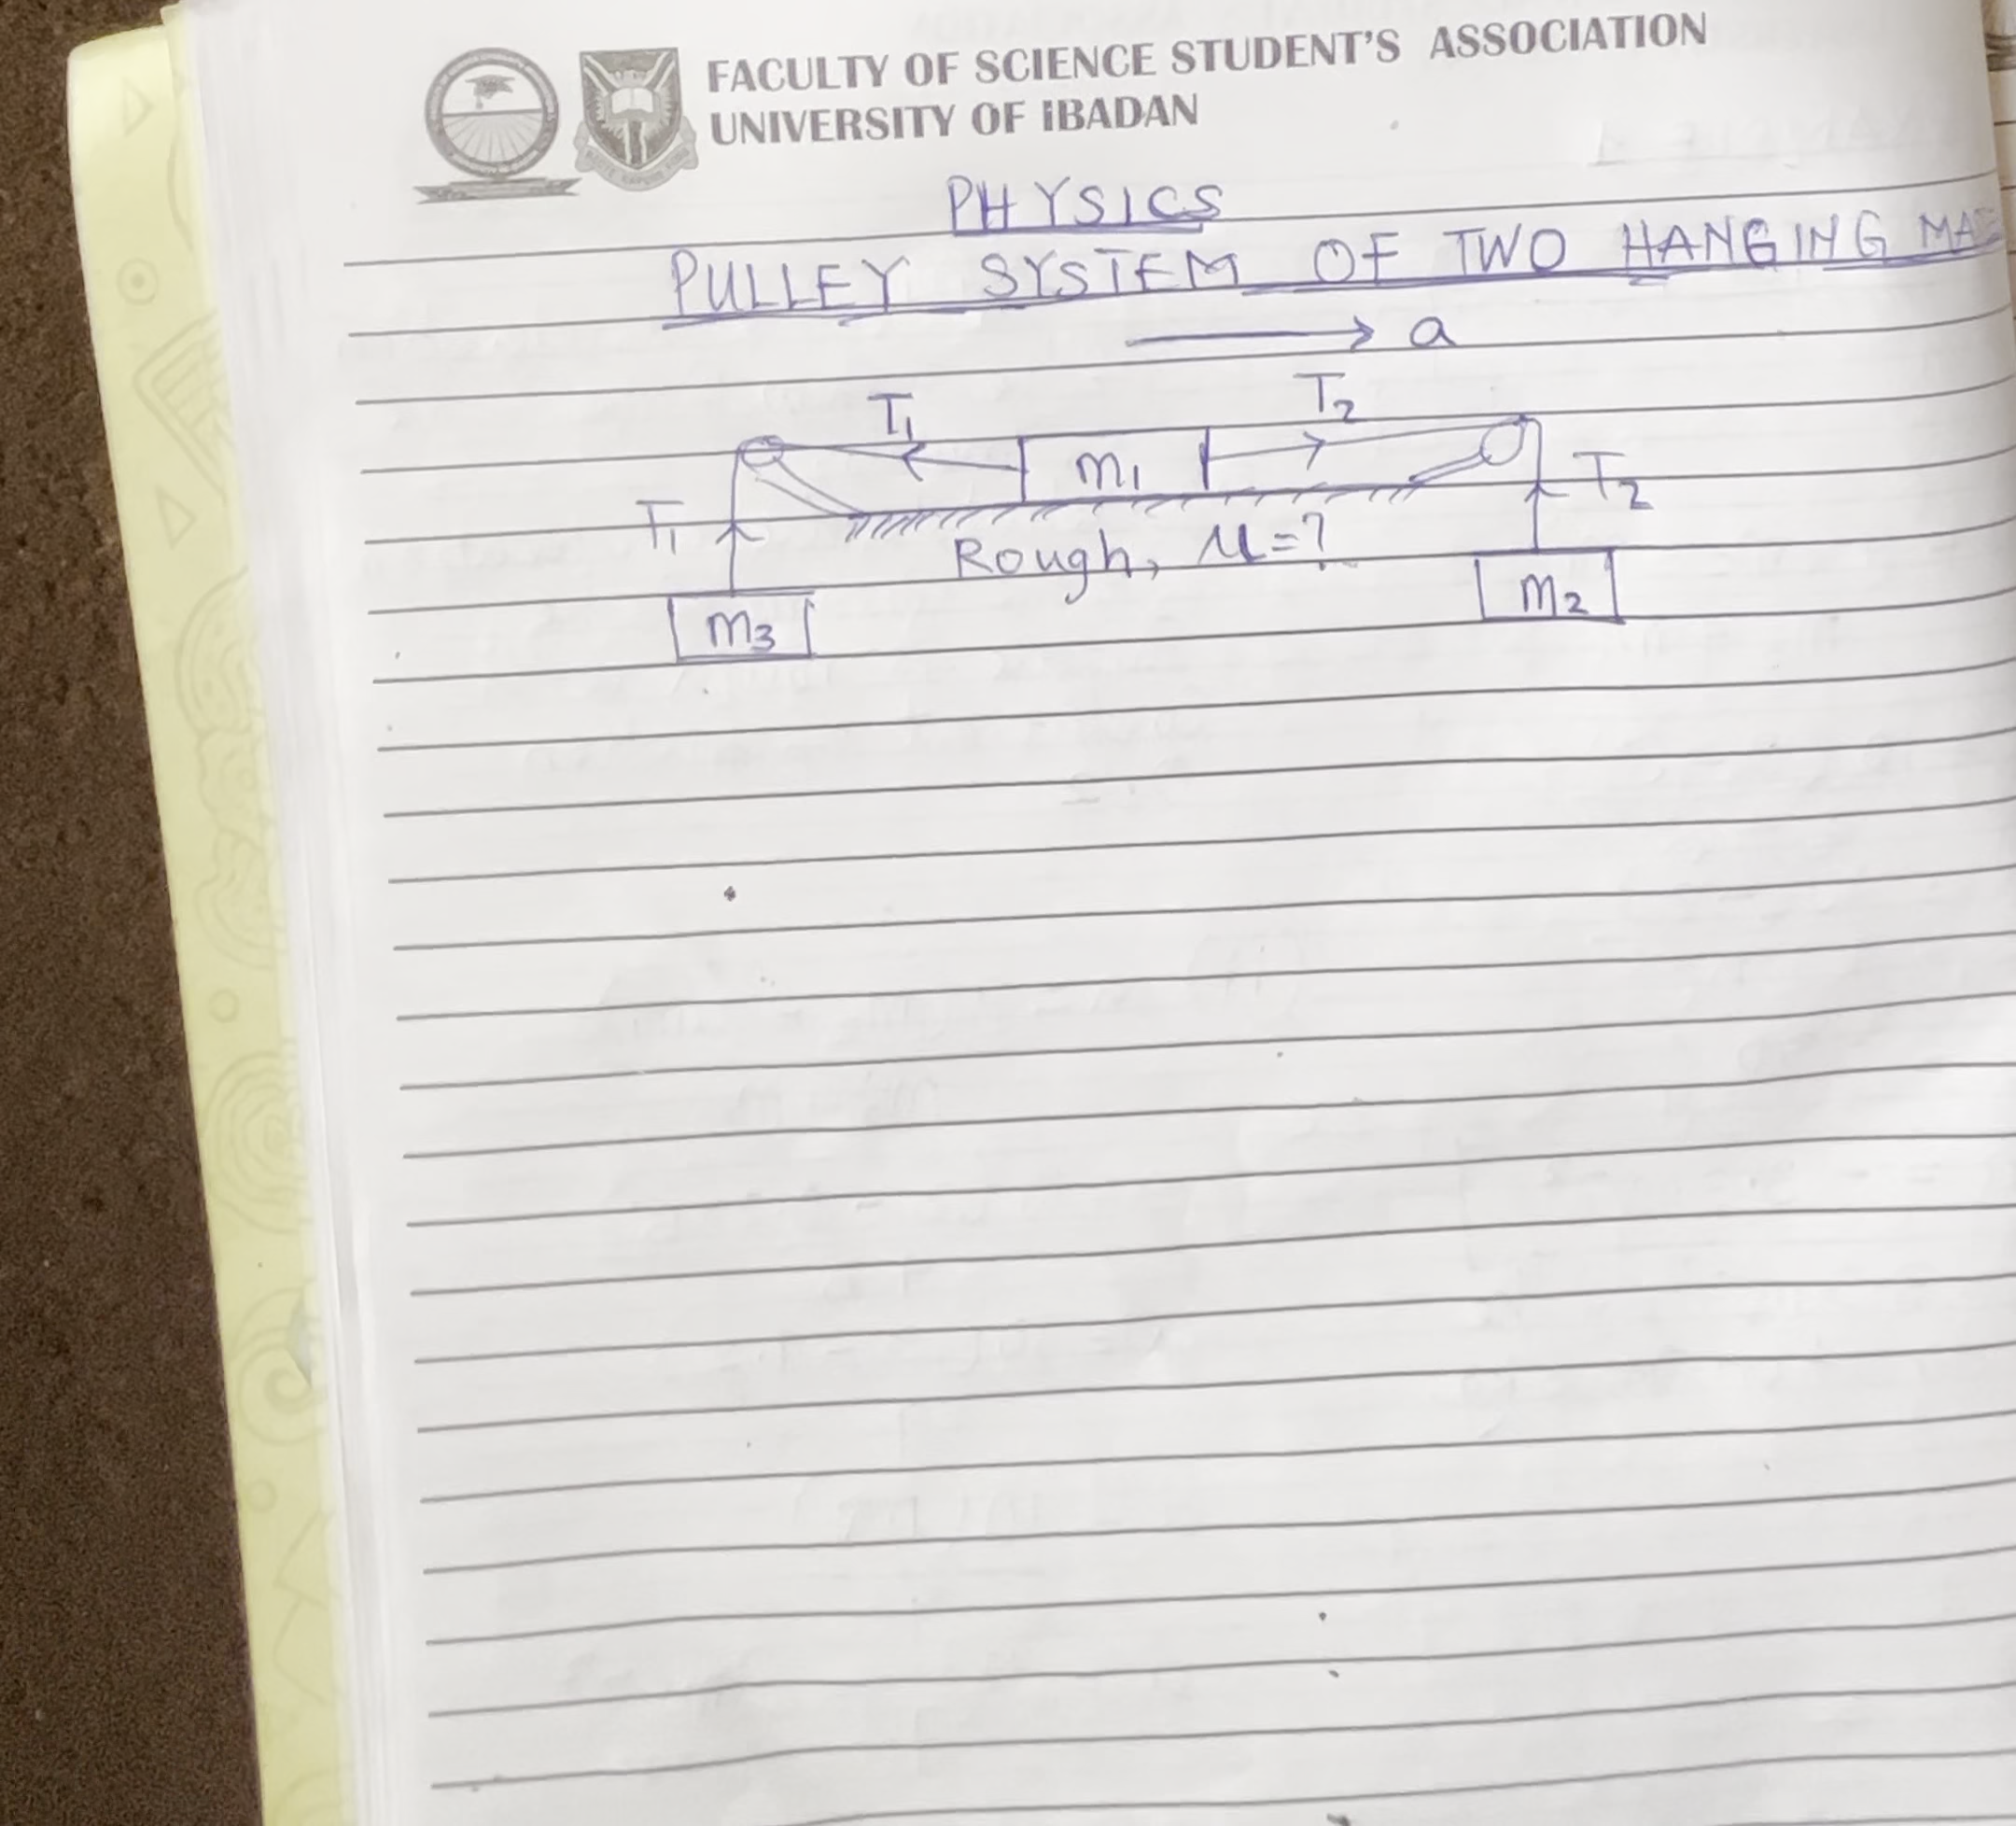 FACULTY OF SCIENCE STUDENT'S ASSOCIATION
UNIVERSITY OF iBADAN
PHYSICS
PULLEY SYSTEM OF TWO HANGING MA
a
T1 T2
m1
T1 T2
Rough, μ=?
m3 m2